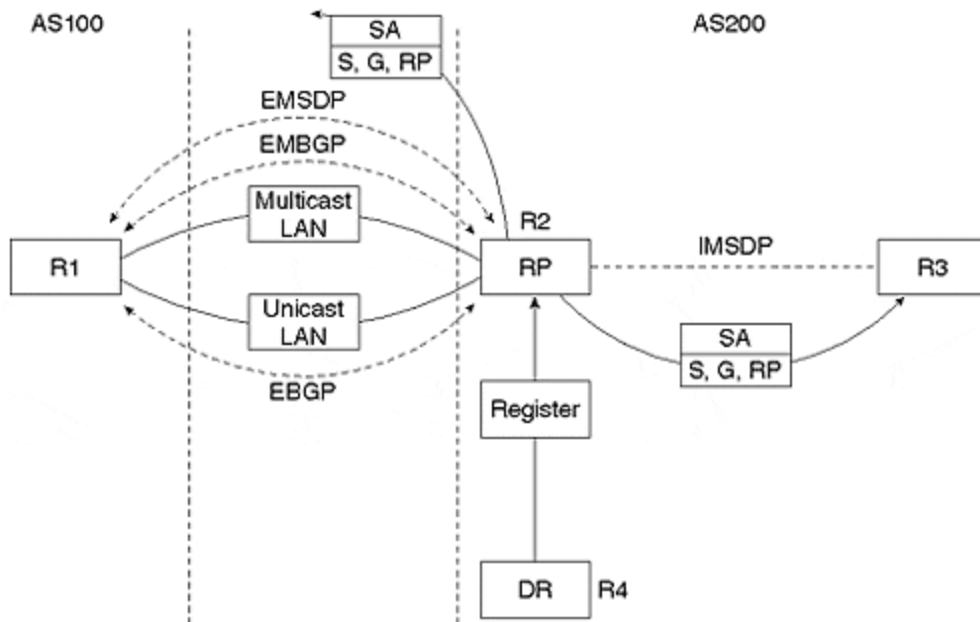 AS100
SA
AS200
S, G, RP
EMSDP
EMBGP
Multicast
LAN
R2
IMSDP
R1
RP
R3
Unicast
LAN
SA
S, G, RP
EBGP
Register
DR
R4